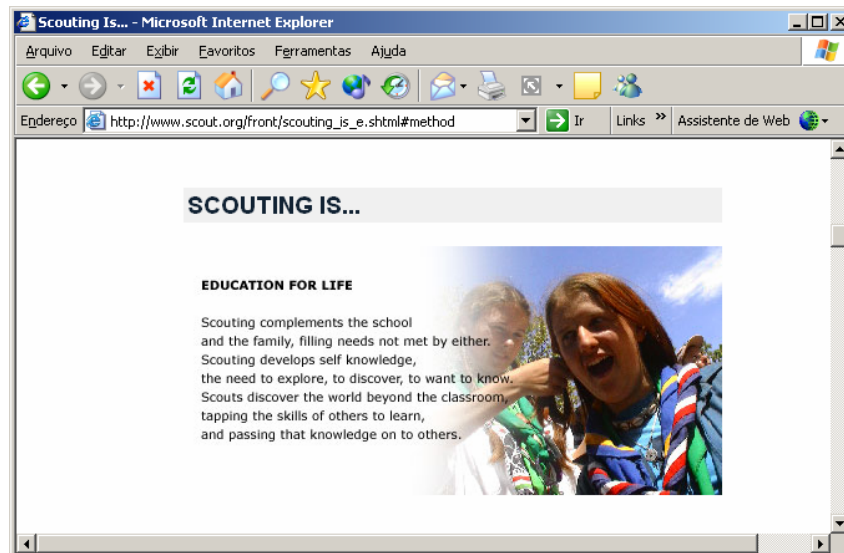 Scouting Is... - Microsoft Internet Explorer
Arquivo Editar Exibir Favoritos Ferramentas Ajuda
Endereço http://www.scout.org/front/scouting_is_e.shtml#method Ir Links » Assistente de Web
SCOUTING IS...
EDUCATION FOR LIFE
Scouting complements the school
and the family, filling needs not met by either.
Scouting develops self knowledge,
the need to explore, to discover, to want to know.
Scouts discover the world beyond the classroom,
tapping the skills of others to learn,
and passing that knowledge on to others.